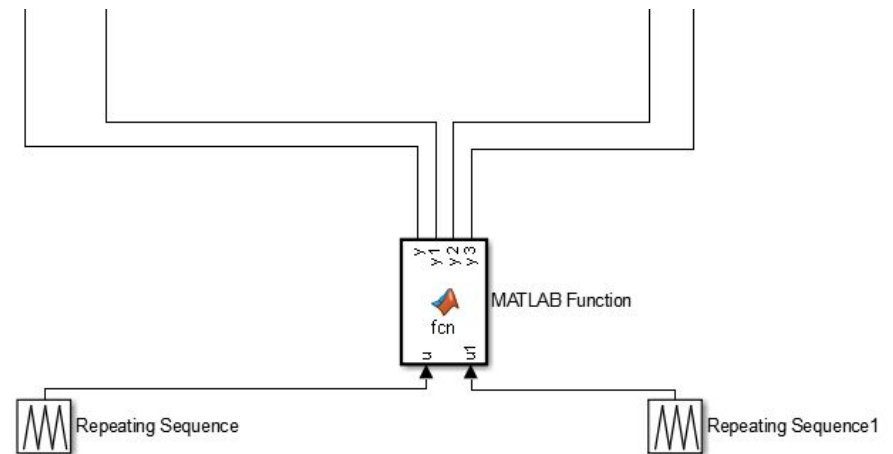 y
y1
y2
y3
MATLAB Function
fcn
u
u1
Repeating Sequence
Repeating Sequence1